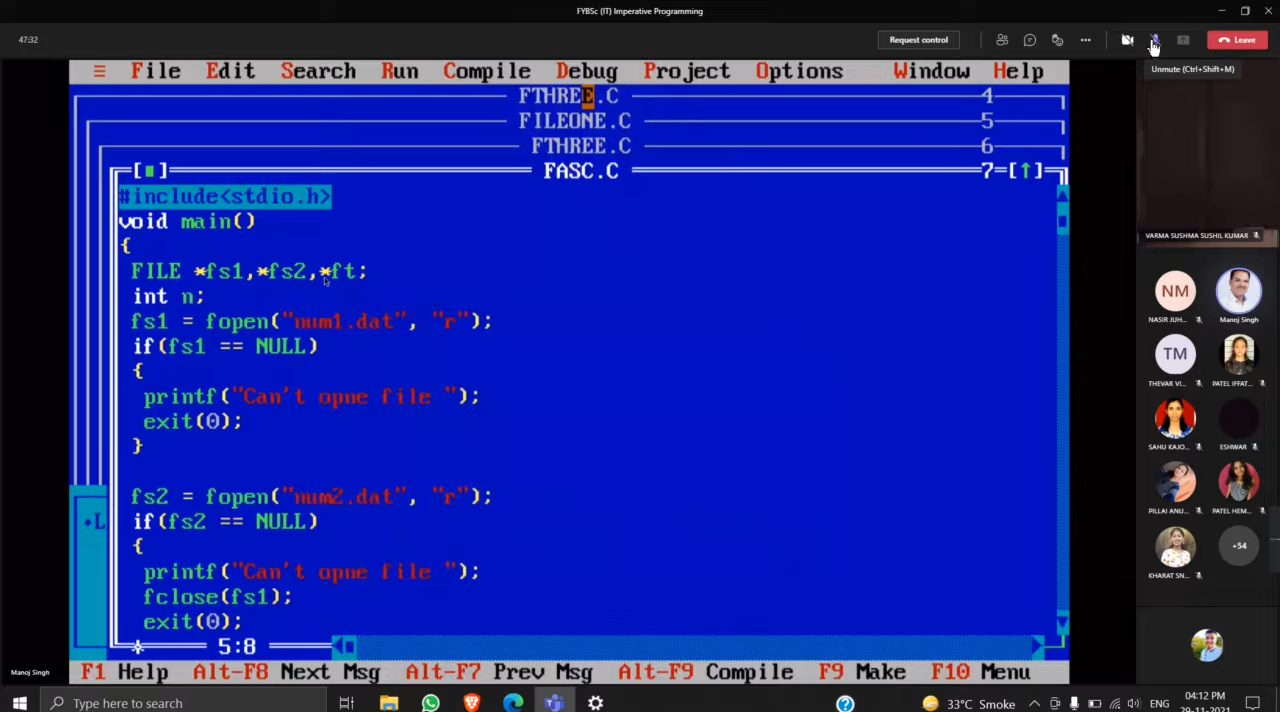 FYBSc (IT) Imperative Programming
47:32
Request control
Leave
Unmute (Ctrl+Shift+M)
File Edit Search Run Compile Debug Project Options Window Help
FTHREE.C 4
FILEONE.C 5
FTHREE.C 6
FASC.C 7=[↑]
#include<stdio.h>
void main()
{
FILE *fs1,*fs2,*ft;
int n;
fs1 = fopen("num1.dat", "r");
if(fs1 == NULL)
{
printf("Can't opne file ");
exit(0);
}
fs2 = fopen("num2.dat", "r");
if(fs2 == NULL)
{
printf("Can't opne file ");
fclose(fs1);
exit(0);
5:8
L
F1 Help Alt-F8 Next Msg Alt-F7 Prev Msg Alt-F9 Compile F9 Make F10 Menu
Manoj Singh
VARMA SUSHMA SUSHIL KUMAR
NM
NASIR JUH...
Manoj Singh
TM
THEVAR VI...
PATEL IFFAT...
SAHU KAJO...
ESHWAR
PILLAI ANU...
PATEL HEM...
KHARAT SN...
+54
Type here to search
33°C Smoke
ENG
04:12 PM
29-11-2021